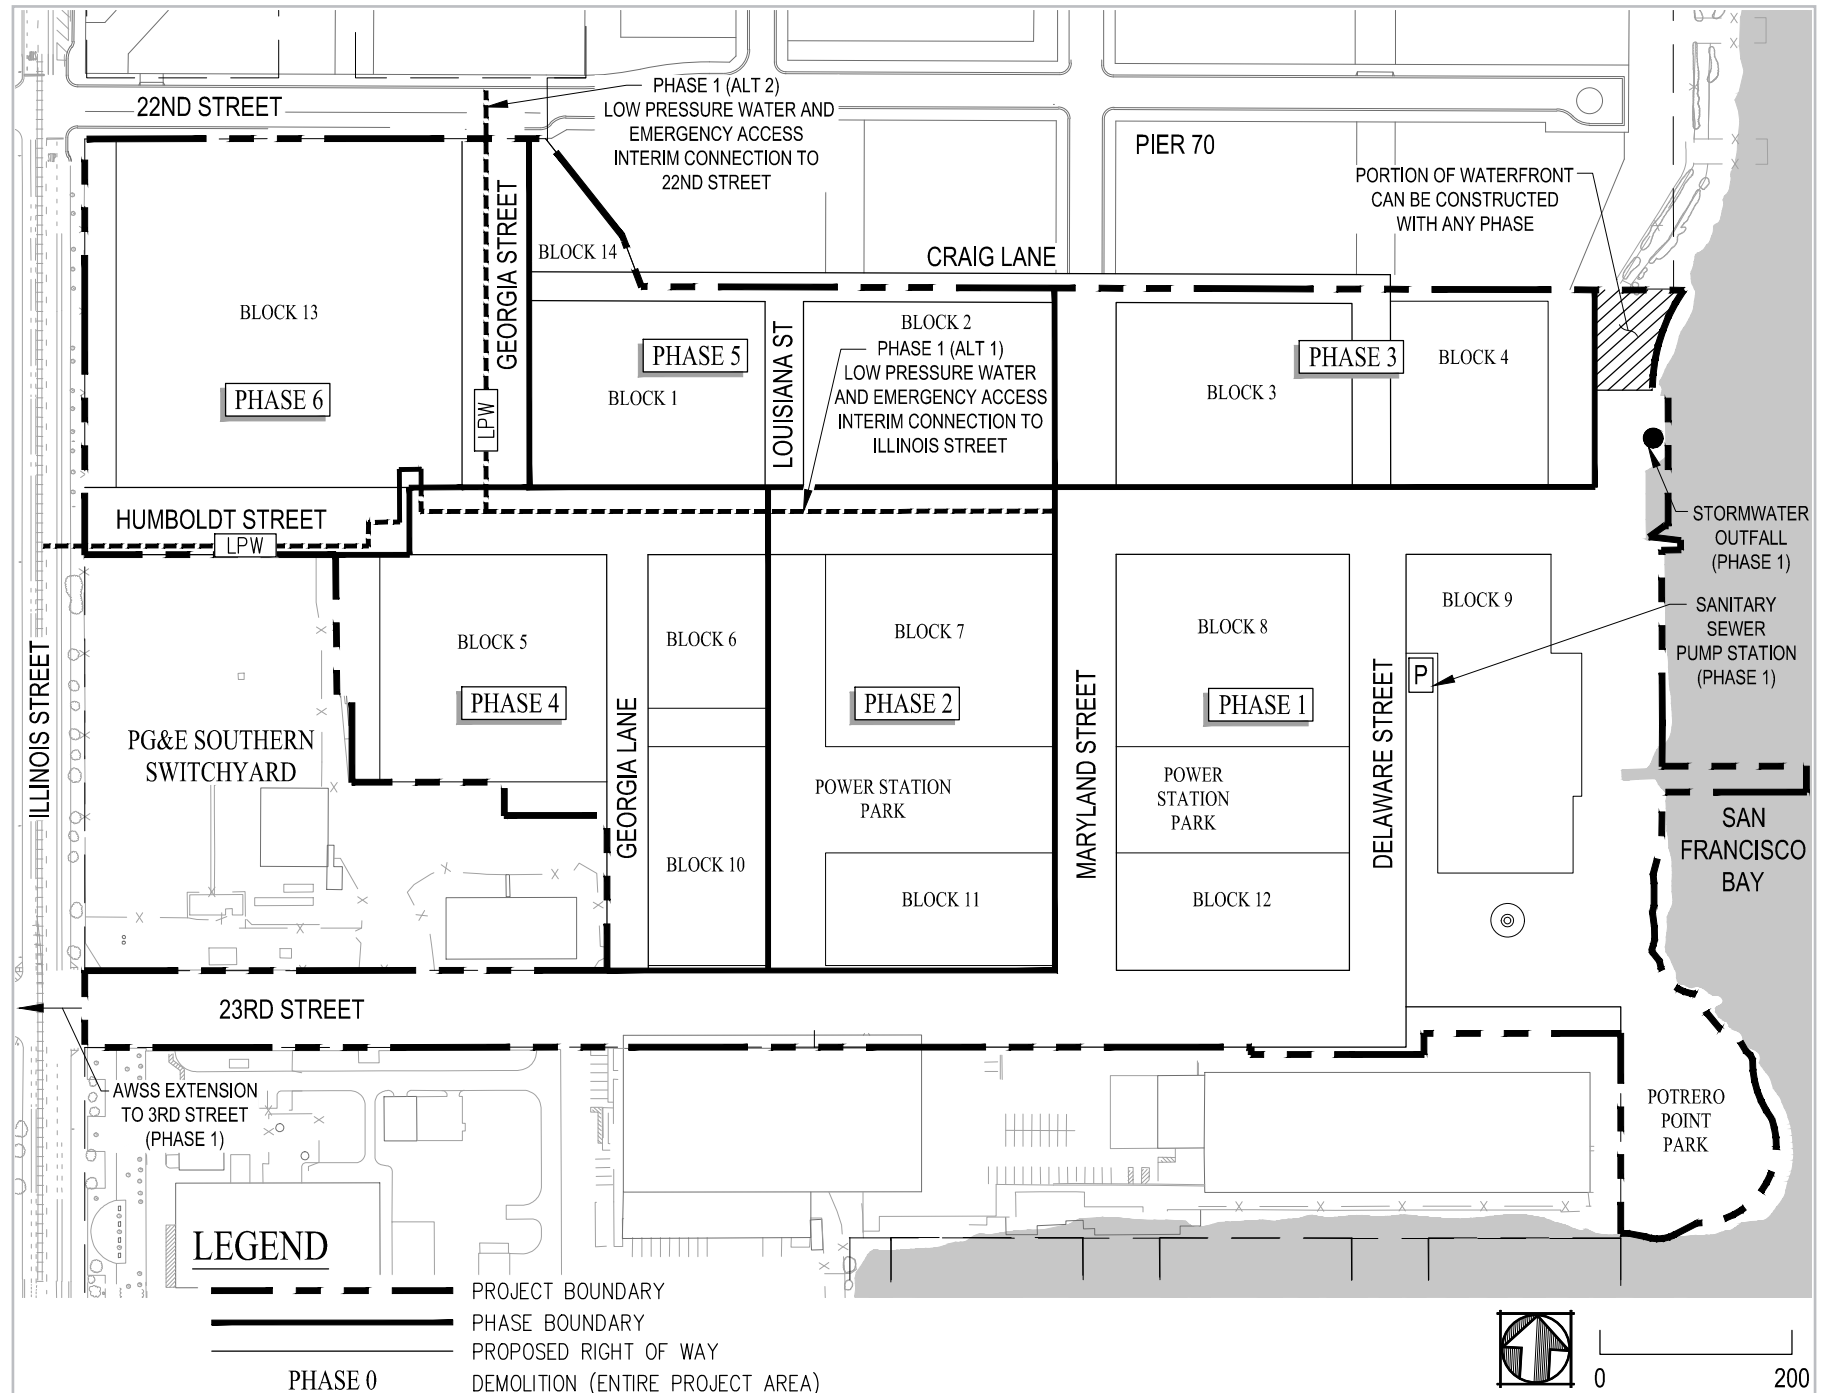 22ND STREET
PHASE 1 (ALT 2)
LOW PRESSURE WATER AND
EMERGENCY ACCESS
INTERIM CONNECTION TO
22ND STREET
PIER 70
PORTION OF WATERFRONT
CAN BE CONSTRUCTED
WITH ANY PHASE
GEORGIA STREET
BLOCK 14
CRAIG LANE
BLOCK 13
PHASE 6
LPW
PHASE 5
BLOCK 1
LOUISIANA ST
BLOCK 2
PHASE 1 (ALT 1)
LOW PRESSURE WATER
AND EMERGENCY ACCESS
INTERIM CONNECTION TO
ILLINOIS STREET
PHASE 3
BLOCK 3
BLOCK 4
HUMBOLDT STREET
LPW
STORMWATER
OUTFALL
(PHASE 1)
SANITARY
SEWER
PUMP STATION
(PHASE 1)
ILLINOIS STREET
PG&E SOUTHERN
SWITCHYARD
BLOCK 5
PHASE 4
GEORGIA LANE
BLOCK 6
BLOCK 10
BLOCK 7
PHASE 2
POWER STATION
PARK
BLOCK 11
MARYLAND STREET
BLOCK 8
PHASE 1
POWER
STATION
PARK
BLOCK 12
DELAWARE STREET
BLOCK 9
P
SAN
FRANCISCO
BAY
23RD STREET
AWSS EXTENSION
TO 3RD STREET
(PHASE 1)
POTRERO
POINT
PARK
LEGEND
PROJECT BOUNDARY
PHASE BOUNDARY
PROPOSED RIGHT OF WAY
PHASE 0 DEMOLITION (ENTIRE PROJECT AREA)
0 200